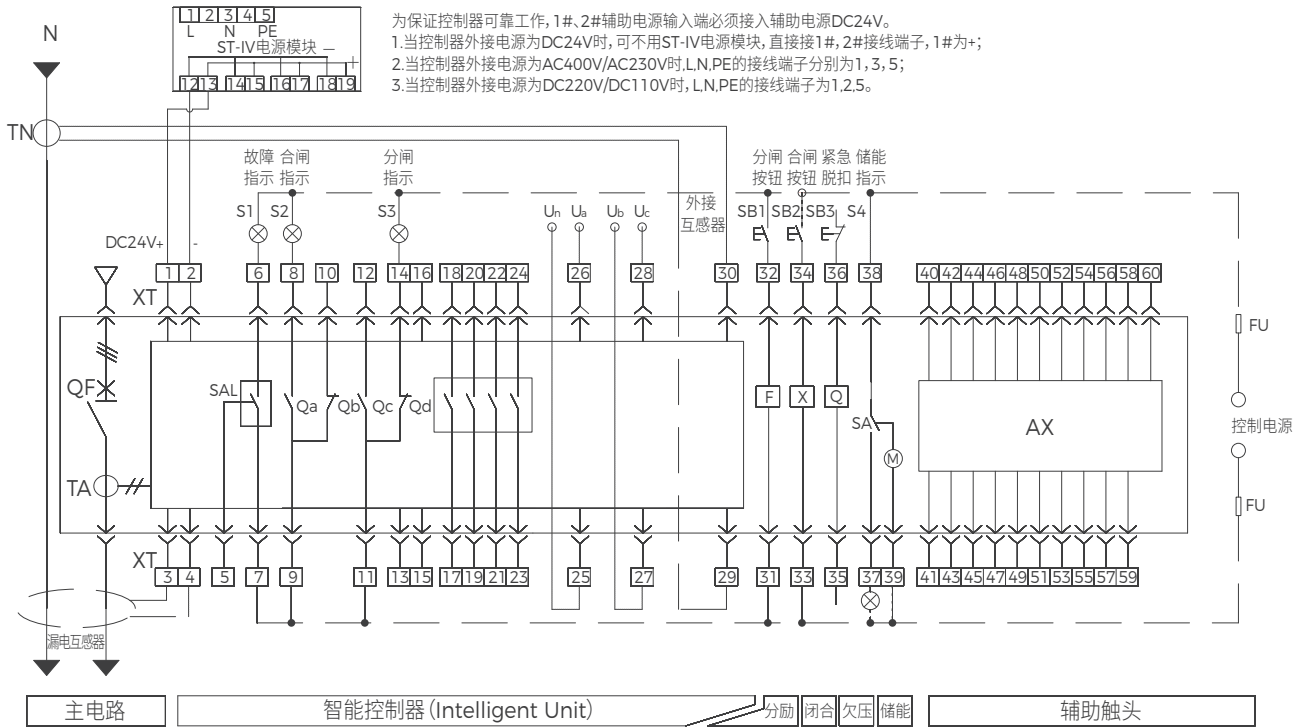 1 2 3 4 5
L N PE
ST-IV电源模块 — +
12 13 14 15 16 17 18 19
为保证控制器可靠工作,1#、2#辅助电源输入端必须接入辅助电源DC24V。
1.当控制器外接电源为DC24V时,可不用ST-IV电源模块,直接接1#,2#接线端子,1#为+;
2.当控制器外接电源为AC400V/AC230V时,L,N,PE的接线端子分别为1,3,5;
3.当控制器外接电源为DC220V/DC110V时,L,N,PE的接线端子为1,2,5。
N
TN
故障 合闸 分闸 分闸 合闸 紧急 储能
指示 指示 指示 按钮 按钮 脱扣 指示
外接
互感器
S1 S2 S3 Un Ua Ub Uc SB1 SB2 SB3 S4
DC24V+ -
1 2 6 8 10 12 14 16 18 20 22 24 26 28 30 32 34 36 38 40 42 44 46 48 50 52 54 56 58 60
XT
FU
QF SAL Qa Qb Qc Qd F X Q
SA AX 控制电源
M
TA
FU
XT
3 4 5 7 9 11 13 15 17 19 21 23 25 27 29 31 33 35 37 39 41 43 45 47 49 51 53 55 57 59
漏电互感器
主电路 智能控制器(Intelligent Unit) 分励 闭合 欠压 储能 辅助触头